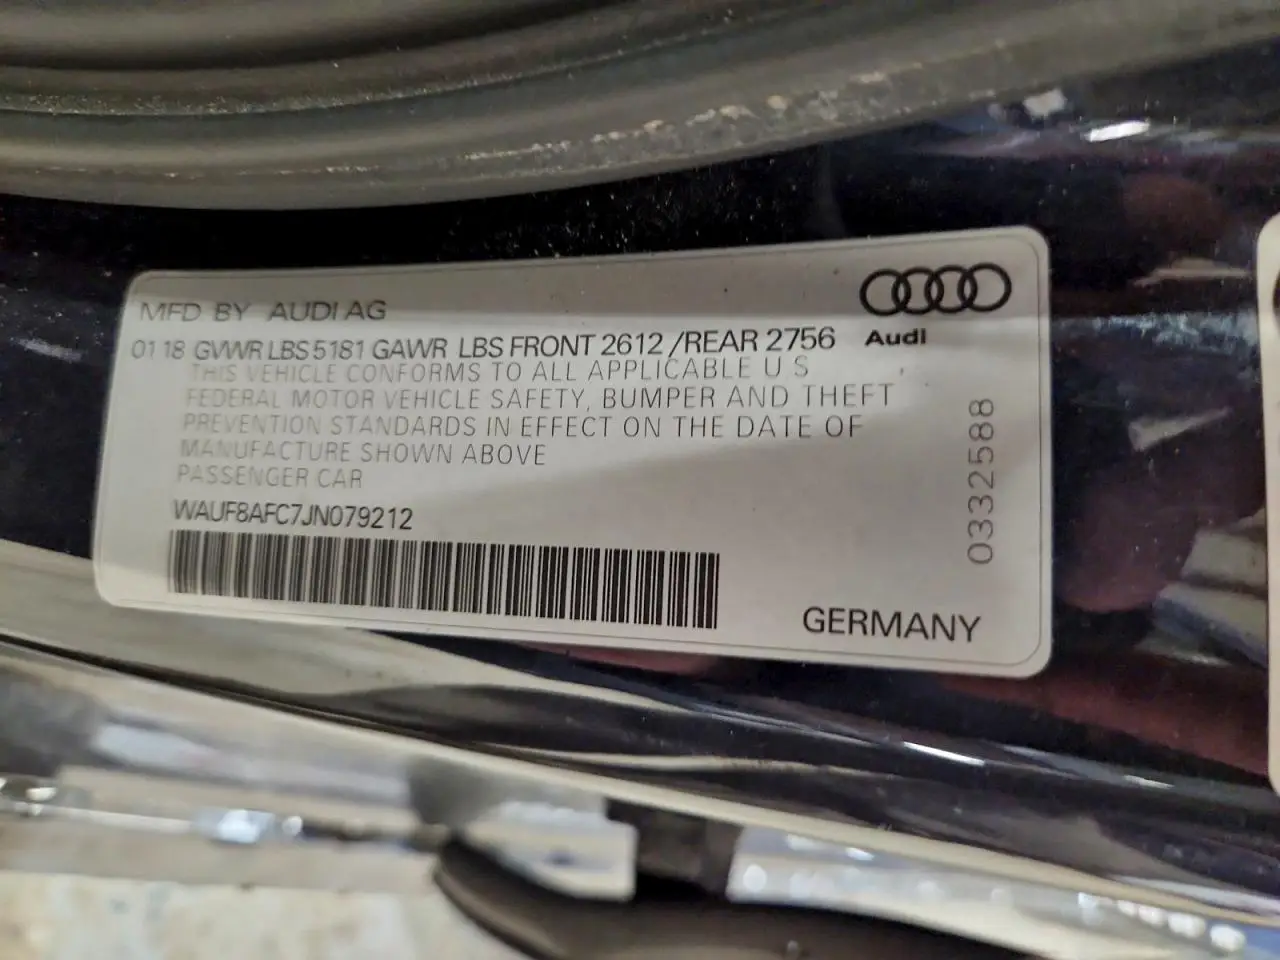 MFD BY AUDI AG
01 18 GVWR LBS 5181 GAWR LBS FRONT 2612 /REAR 2756
Audi
THIS VEHICLE CONFORMS TO ALL APPLICABLE U S
FEDERAL MOTOR VEHICLE SAFETY, BUMPER AND THEFT
PREVENTION STANDARDS IN EFFECT ON THE DATE OF
MANUFACTURE SHOWN ABOVE
PASSENGER CAR
WAUF8AFC7JN079212
0332588
GERMANY